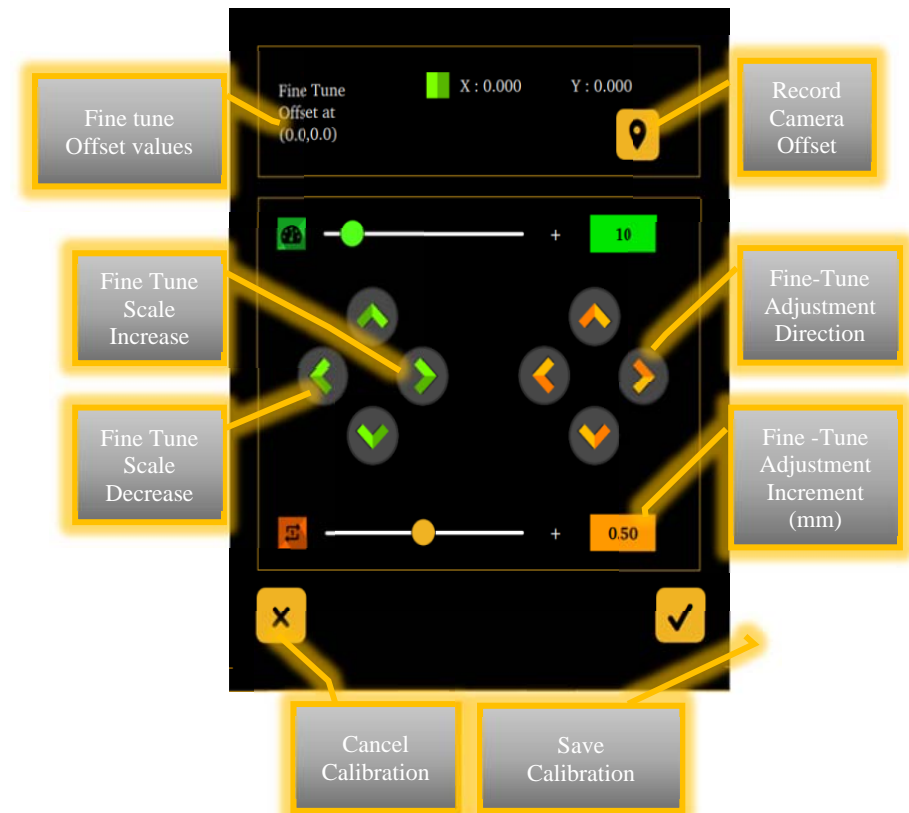 Fine tune
Offset values
Fine Tune
Offset at
(0.0,0.0)
X : 0.000
Y : 0.000
Record
Camera
Offset
+
10
Fine Tune
Scale
Increase
Fine-Tune
Adjustment
Direction
Fine Tune
Scale
Decrease
Fine -Tune
Adjustment
Increment
(mm)
+
0.50
Cancel
Calibration
Save
Calibration